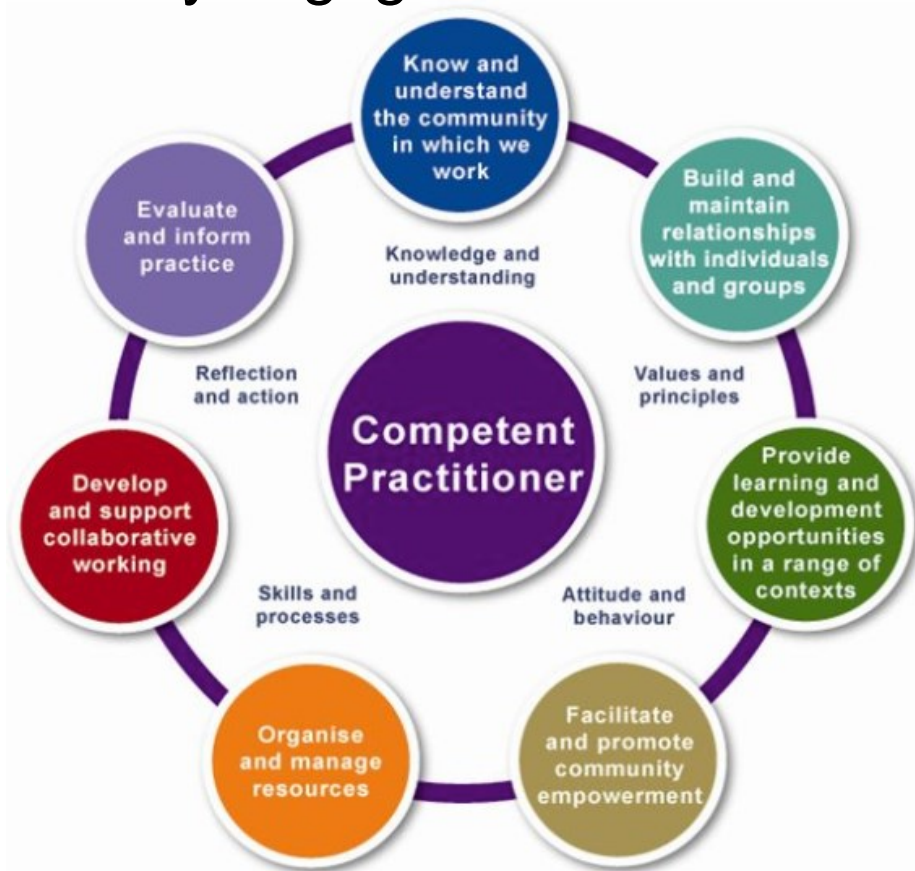 Know and
understand
the community
in which we
work
Build and
maintain
relationships
with individuals
and groups
Provide
learning and
development
opportunities
in a range of
contexts
Facilitate
and promote
community
empowerment
Organise
and manage
resources
Develop
and support
collaborative
working
Evaluate
and inform
practice
Knowledge and
understanding
Values and
principles
Attitude and
behaviour
Skills and
processes
Reflection
and action
Competent
Practitioner